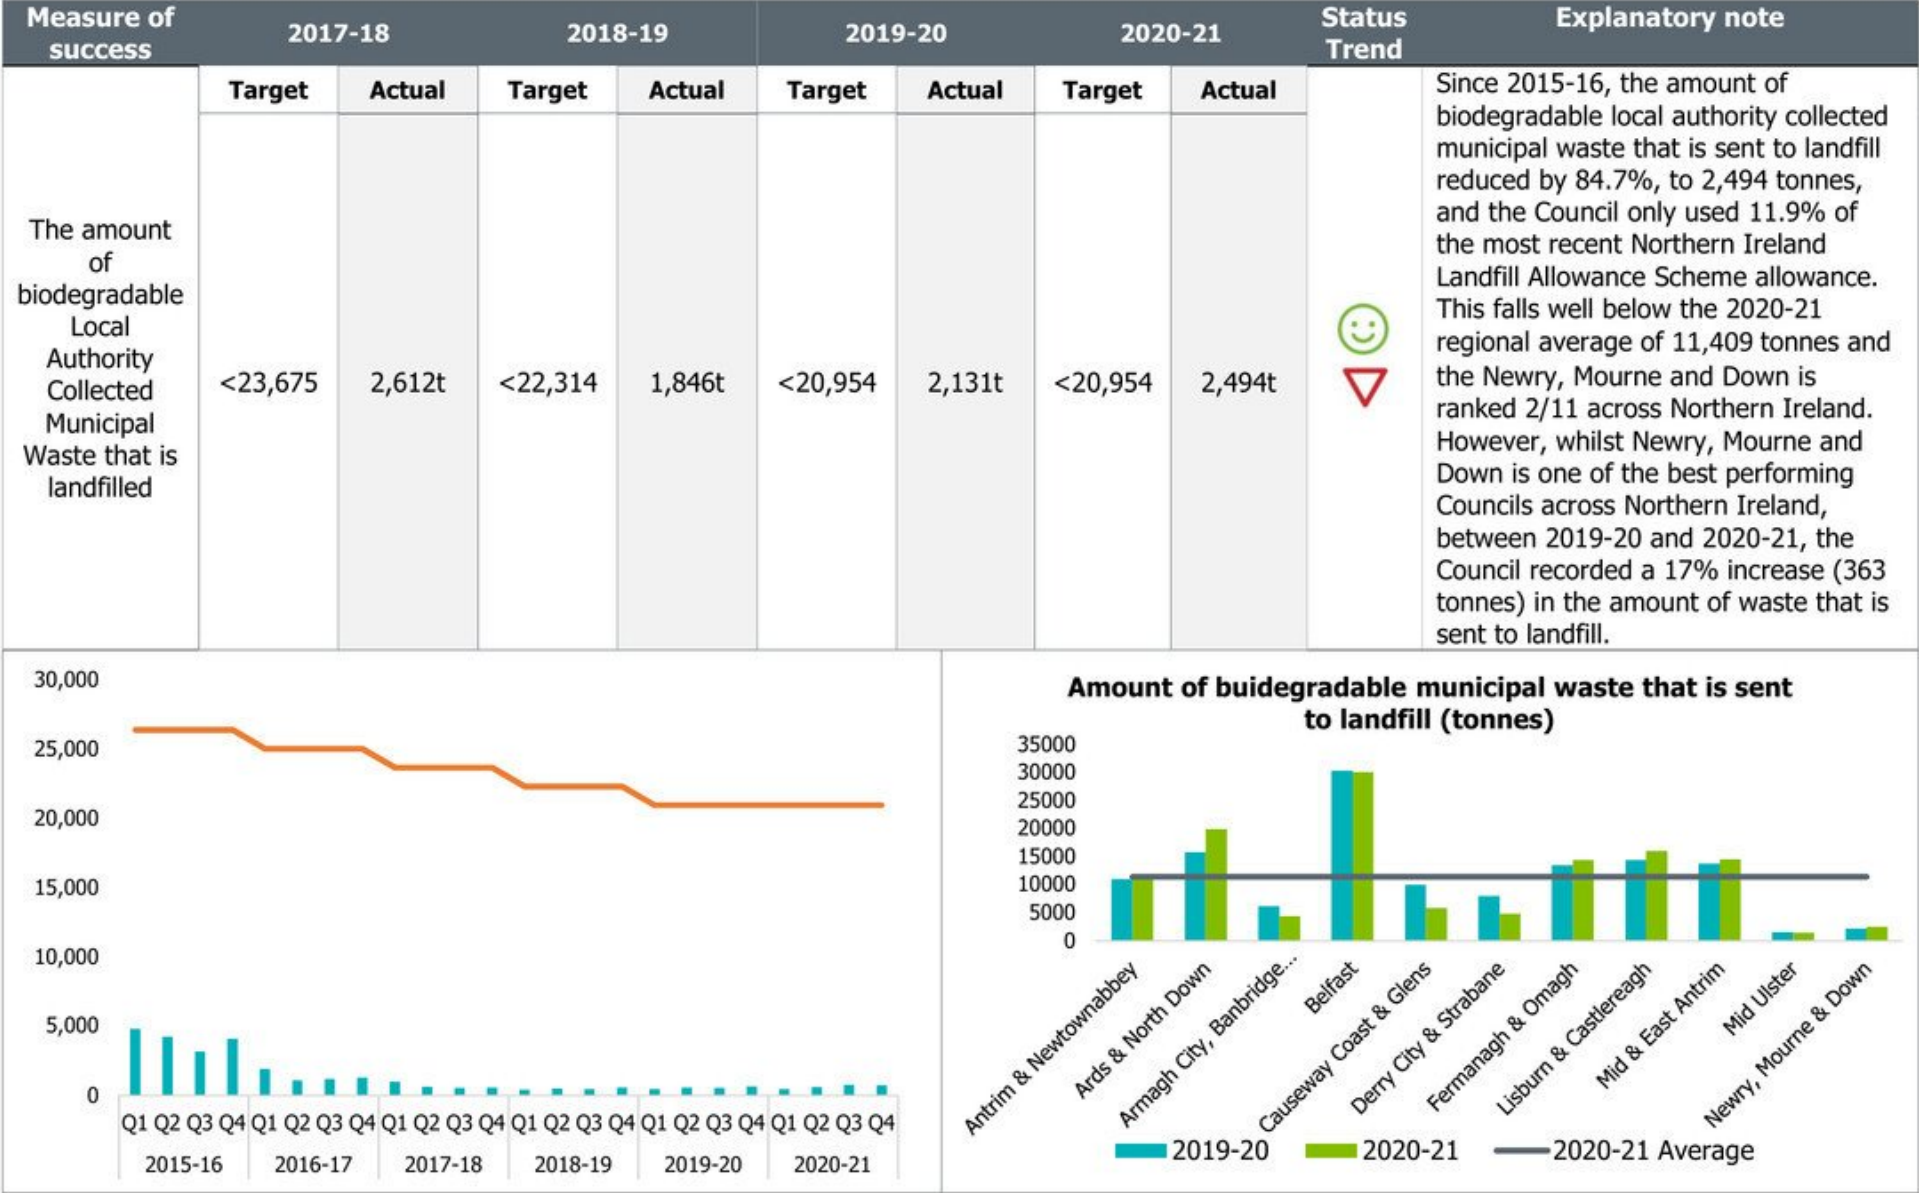 Measure of
success
2017-18
2018-19
2019-20
2020-21
Status
Trend
Explanatory note
Target
Actual
Target
Actual
Target
Actual
Target
Actual
The amount
of
biodegradable
Local
Authority
Collected
Municipal
Waste that is
landfilled
<23,675
2,612t
<22,314
1,846t
<20,954
2,131t
<20,954
2,494t
Since 2015-16, the amount of
biodegradable local authority collected
municipal waste that is sent to landfill
reduced by 84.7%, to 2,494 tonnes,
and the Council only used 11.9% of
the most recent Northern Ireland
Landfill Allowance Scheme allowance.
This falls well below the 2020-21
regional average of 11,409 tonnes and
the Newry, Mourne and Down is
ranked 2/11 across Northern Ireland.
However, whilst Newry, Mourne and
Down is one of the best performing
Councils across Northern Ireland,
between 2019-20 and 2020-21, the
Council recorded a 17% increase (363
tonnes) in the amount of waste that is
sent to landfill.
30,000
25,000
20,000
15,000
10,000
5,000
0
Q1 Q2 Q3 Q4 Q1 Q2 Q3 Q4 Q1 Q2 Q3 Q4 Q1 Q2 Q3 Q4 Q1 Q2 Q3 Q4 Q1 Q2 Q3 Q4
2015-16 2016-17 2017-18 2018-19 2019-20 2020-21
Amount of buidegradable municipal waste that is sent
to landfill (tonnes)
35000
30000
25000
20000
15000
10000
5000
0
Antrim & Newtownabbey
Ards & North Down
Armagh City, Banbridge...
Belfast
Causeway Coast & Glens
Derry City & Strabane
Fermanagh & Omagh
Lisburn & Castlereagh
Mid & East Antrim
Mid Ulster
Newry, Mourne & Down
2019-20
2020-21
2020-21 Average